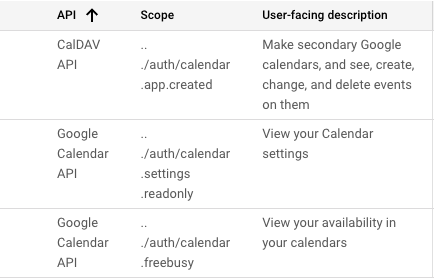 API ↑ Scope User-facing description
CalDAV .. Make secondary Google
API ./auth/calendar calendars, and see, create,
.app.created change, and delete events
on them
Google .. View your Calendar
Calendar ./auth/calendar settings
API .settings
.readonly
Google .. View your availability in
Calendar ./auth/calendar your calendars
API .freebusy